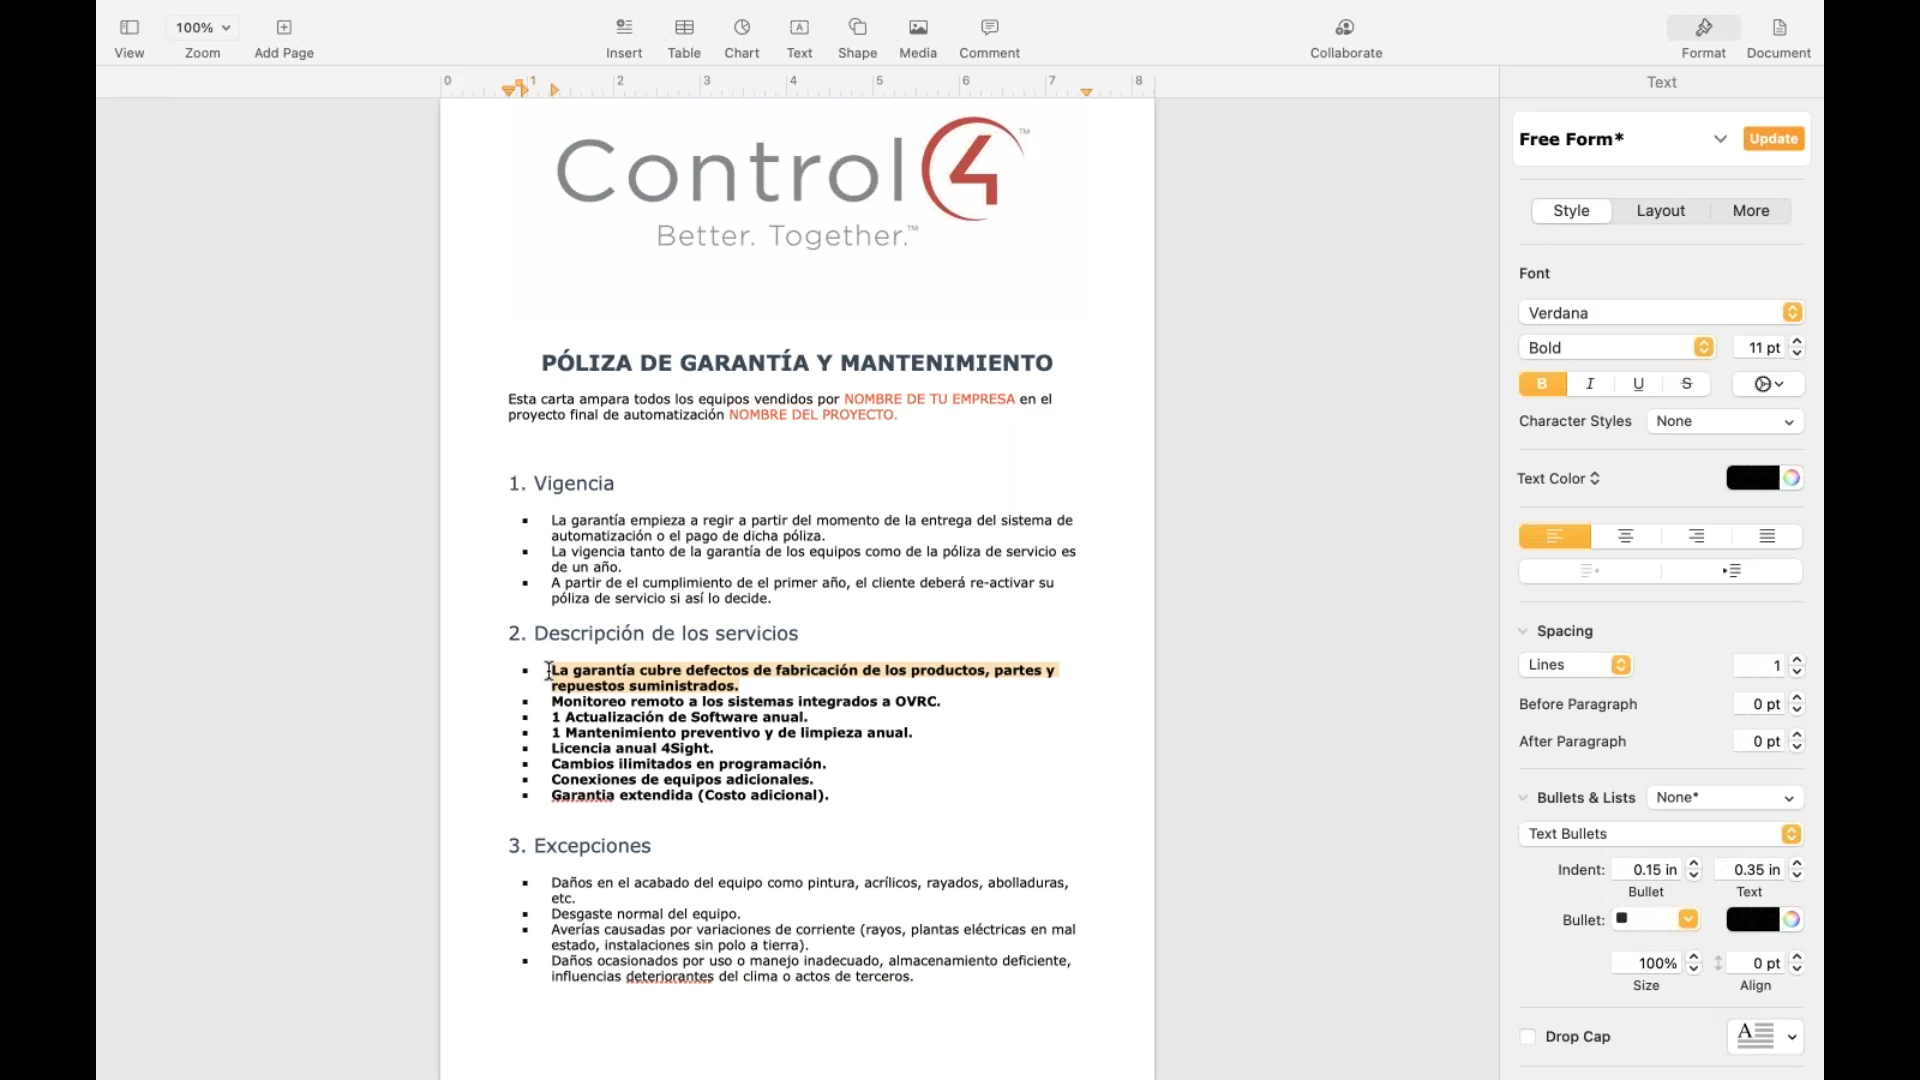 View
100%
Zoom
Add Page
Insert
Table
Chart
Text
Shape
Media
Comment
Collaborate
Format
Document
0 1 2 3 4 5 6 7 8
Text
Control4™
Better. Together.™
PÓLIZA DE GARANTÍA Y MANTENIMIENTO
Esta carta ampara todos los equipos vendidos por NOMBRE DE TU EMPRESA en el
proyecto final de automatización NOMBRE DEL PROYECTO.
1. Vigencia
▪ La garantía empieza a regir a partir del momento de la entrega del sistema de
automatización o el pago de dicha póliza.
▪ La vigencia tanto de la garantía de los equipos como de la póliza de servicio es
de un año.
▪ A partir de el cumplimiento de el primer año, el cliente deberá re-activar su
póliza de servicio si así lo decide.
2. Descripción de los servicios
▪ La garantía cubre defectos de fabricación de los productos, partes y
repuestos suministrados.
▪ Monitoreo remoto a los sistemas integrados a OVRC.
▪ 1 Actualización de Software anual.
▪ 1 Mantenimiento preventivo y de limpieza anual.
▪ Licencia anual 4Sight.
▪ Cambios ilimitados en programación.
▪ Conexiones de equipos adicionales.
▪ Garantia extendida (Costo adicional).
3. Excepciones
▪ Daños en el acabado del equipo como pintura, acrílicos, rayados, abolladuras,
etc.
▪ Desgaste normal del equipo.
▪ Averías causadas por variaciones de corriente (rayos, plantas eléctricas en mal
estado, instalaciones sin polo a tierra).
▪ Daños ocasionados por uso o manejo inadecuado, almacenamiento deficiente,
influencias deteriorantes del clima o actos de terceros.
Free Form*
Update
Style
Layout
More
Font
Verdana
Bold
11 pt
B I U S
Character Styles
None
Text Color
Spacing
Lines
1
Before Paragraph
0 pt
After Paragraph
0 pt
Bullets & Lists
None*
Text Bullets
Indent:
0.15 in
0.35 in
Bullet
Text
Bullet:
100%
0 pt
Size
Align
Drop Cap
A